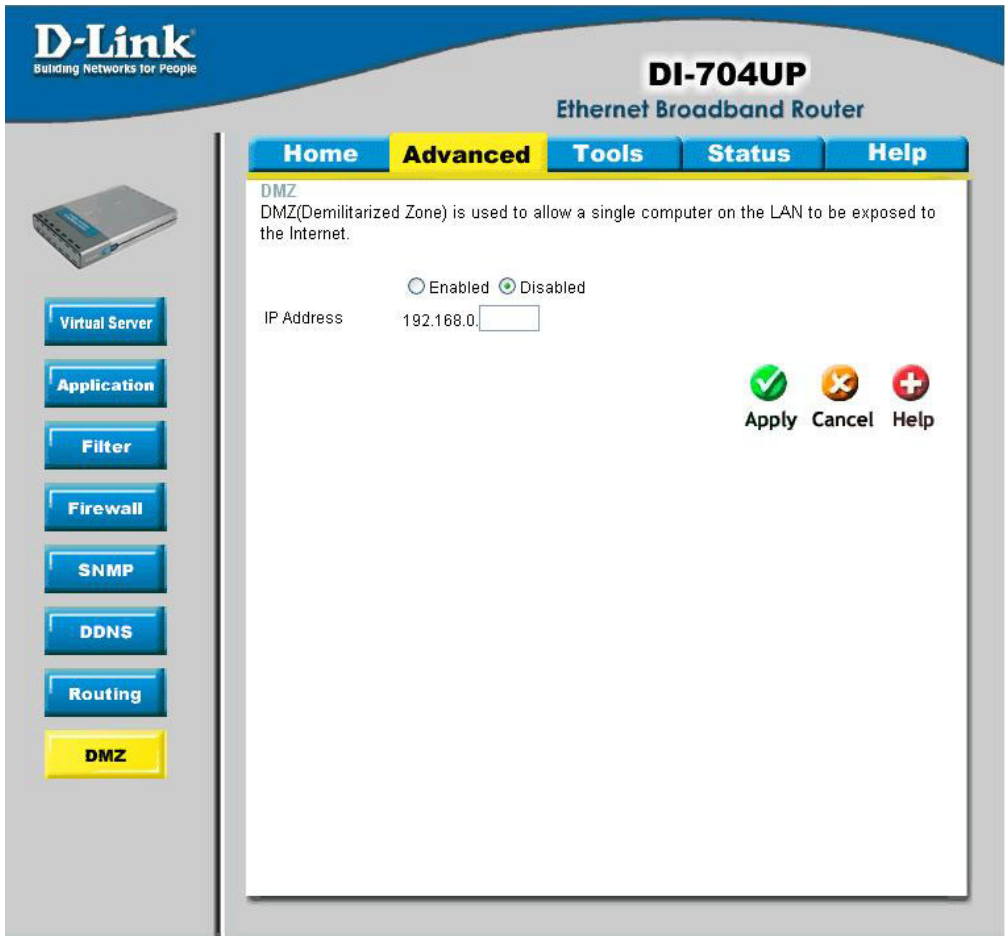 D-Link
Building Networks for People
DI-704UP
Ethernet Broadband Router
Home Advanced Tools Status Help
DMZ
DMZ(Demilitarized Zone) is used to allow a single computer on the LAN to be exposed to
the Internet.
Enabled Disabled
IP Address 192.168.0.
Apply Cancel Help
Virtual Server
Application
Filter
Firewall
SNMP
DDNS
Routing
DMZ